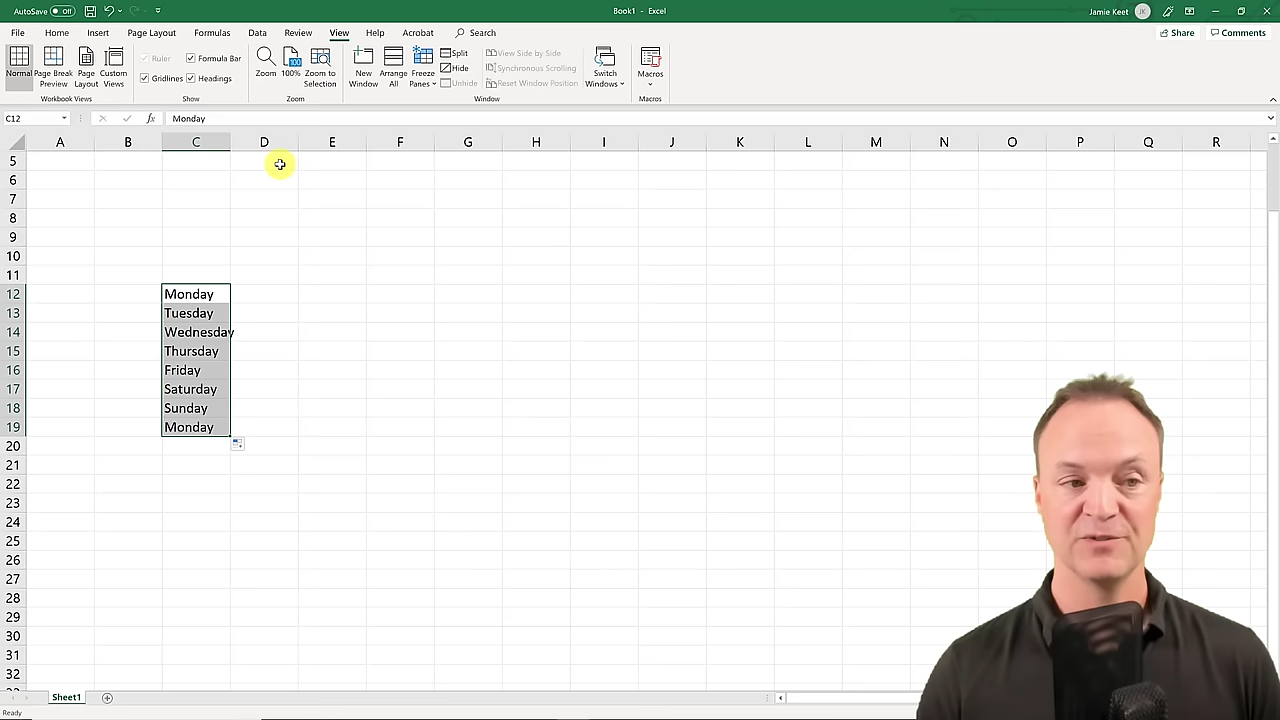 AutoSave Off Book1 - Excel Jamie Keet JK
File Home Insert Page Layout Formulas Data Review View Help Acrobat Search Share Comments
Normal Page Break Preview Page Layout Custom Views
Workbook Views
Ruler Formula Bar
Gridlines Headings
Show
Zoom 100 100% Zoom to Selection
Zoom
New Window Arrange All Freeze Panes
Split
Hide
Unhide
View Side by Side
Synchronous Scrolling
Reset Window Position
Switch Windows
Window
Macros
Macros
C12 fx Monday
A B C D E F G H I J K L M N O P Q R
5
6
7
8
9
10
11
12 Monday
13 Tuesday
14 Wednesday
15 Thursday
16 Friday
17 Saturday
18 Sunday
19 Monday
20
21
22
23
24
25
26
27
28
29
30
31
32
Sheet1
Ready